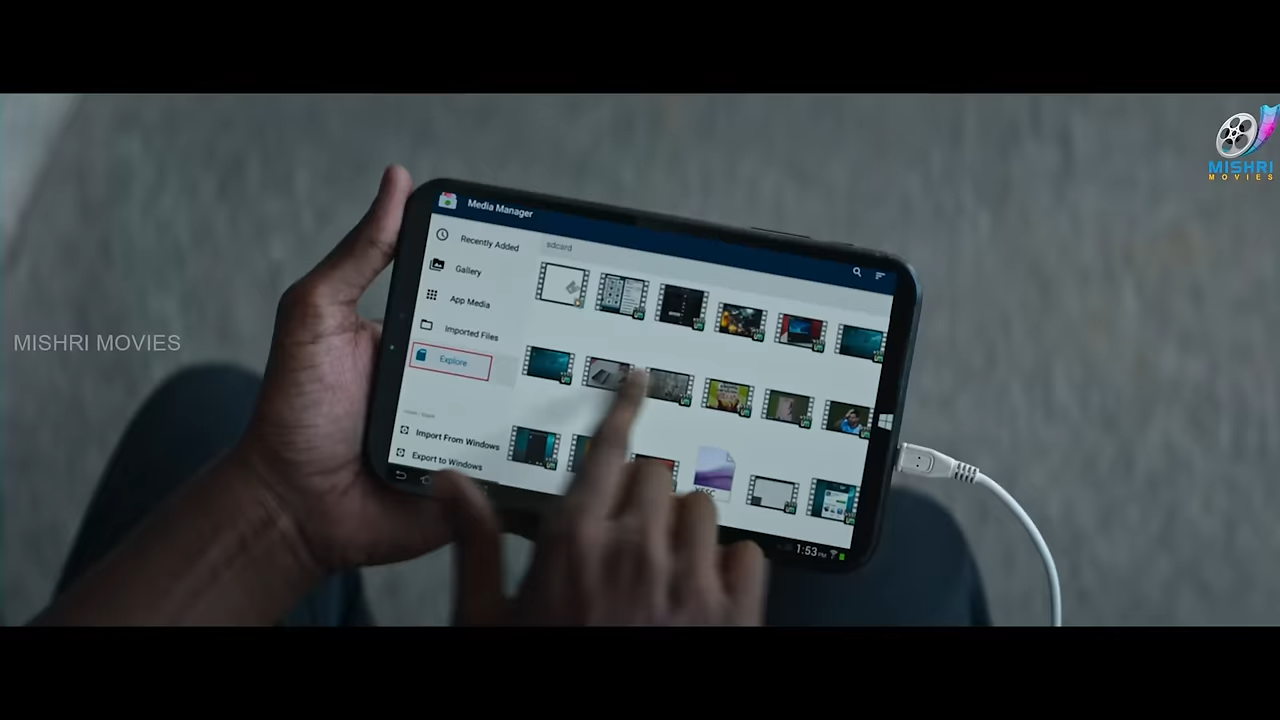 MISHRI
MOVIES
MISHRI MOVIES
Media Manager
sdcard
Recently Added
Gallery
App Media
Imported Files
Explore
Import From Windows
Export to Windows
1:53 PM